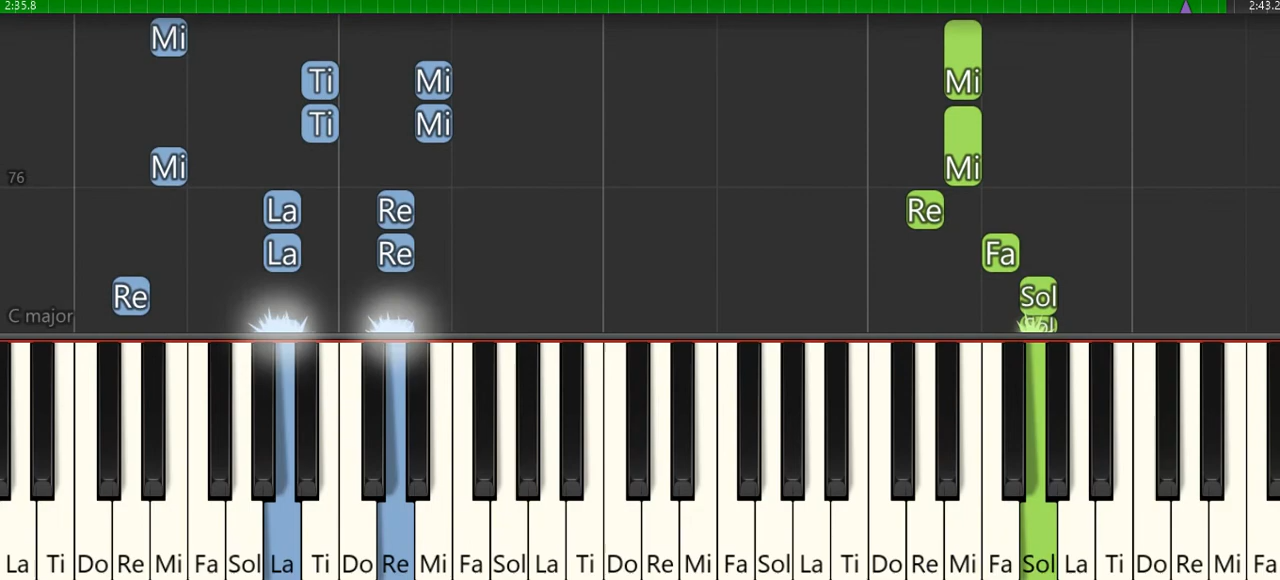 2:35.8 2:43.2
Mi
Ti Mi Mi
Ti Mi
76 Mi Mi
La Re Re
La Re Fa
Re Sol
C major
La Ti Do Re Mi Fa Sol La Ti Do Re Mi Fa Sol La Ti Do Re Mi Fa Sol La Ti Do Re Mi Fa Sol La Ti Do Re Mi Fa